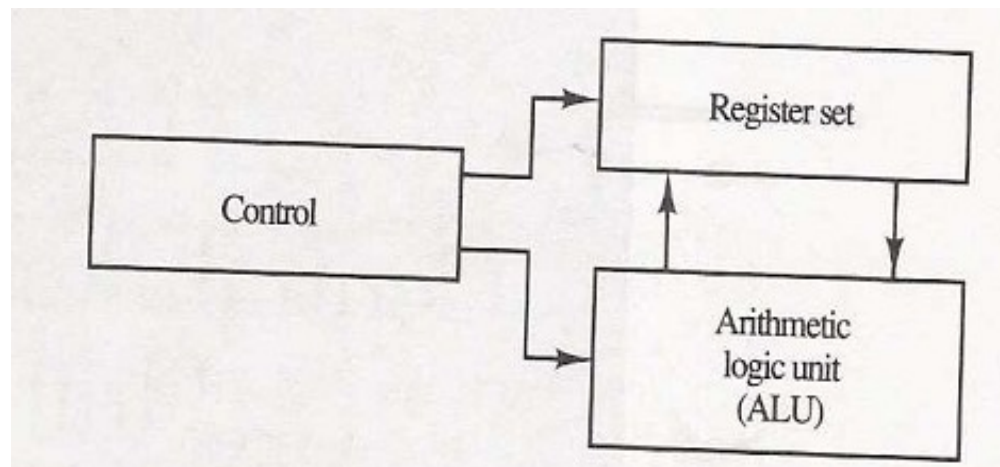 Register set
Control
Arithmetic
logic unit
(ALU)